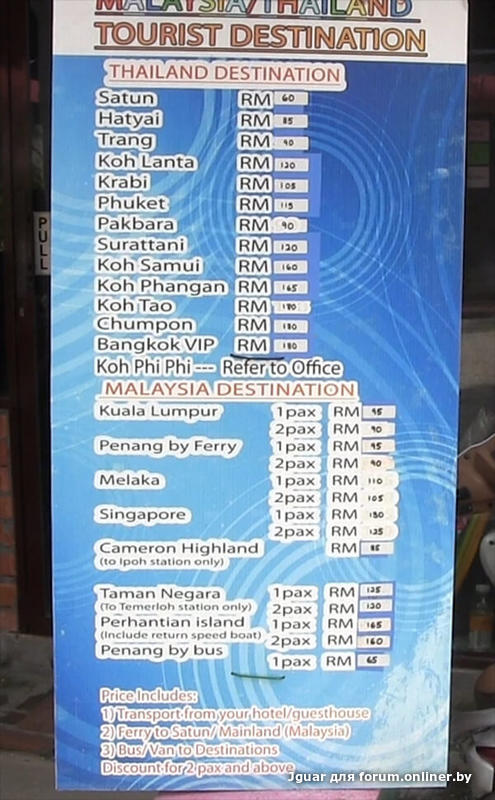 MALAYSIA/THAILAND
TOURIST DESTINATION
THAILAND DESTINATION
Satun RM 60
Hatyai RM 85
Trang RM 90
Koh Lanta RM 120
Krabi RM 105
Phuket RM 115
Pakbara RM 90
Surattani RM 120
Koh Samui RM 160
Koh Phangan RM 165
Koh Tao RM 180
Chumpon RM 180
Bangkok VIP RM 180
Koh Phi Phi --- Refer to Office
MALAYSIA DESTINATION
Kuala Lumpur 1pax RM 95
2pax RM 90
Penang by Ferry 1pax RM 95
2pax RM 90
Melaka 1pax RM 110
2pax RM 105
Singapore 1pax RM 130
2pax RM 125
Cameron Highland RM 85
(to Ipoh station only)
Taman Negara 1pax RM 125
(To Temerloh station only) 2pax RM 120
Perhantian island 1pax RM 165
(Include return speed boat) 2pax RM 160
Penang by bus
1pax RM 65
PULL
Price Includes:
1) Transport from your hotel/guesthouse
2) Ferry to Satun/ Mainland (Malaysia)
3) Bus/ Van to Destinations
Discount for 2 pax and above
Jguar для forum.onliner.by